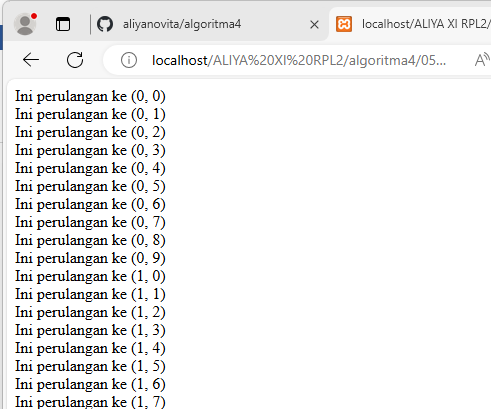 aliyanovita/algoritma4
localhost/ALIYA XI RPL2/
localhost/ALIYA%20XI%20RPL2/algoritma4/05...
Ini perulangan ke (0, 0)
Ini perulangan ke (0, 1)
Ini perulangan ke (0, 2)
Ini perulangan ke (0, 3)
Ini perulangan ke (0, 4)
Ini perulangan ke (0, 5)
Ini perulangan ke (0, 6)
Ini perulangan ke (0, 7)
Ini perulangan ke (0, 8)
Ini perulangan ke (0, 9)
Ini perulangan ke (1, 0)
Ini perulangan ke (1, 1)
Ini perulangan ke (1, 2)
Ini perulangan ke (1, 3)
Ini perulangan ke (1, 4)
Ini perulangan ke (1, 5)
Ini perulangan ke (1, 6)
Ini perulangan ke (1, 7)